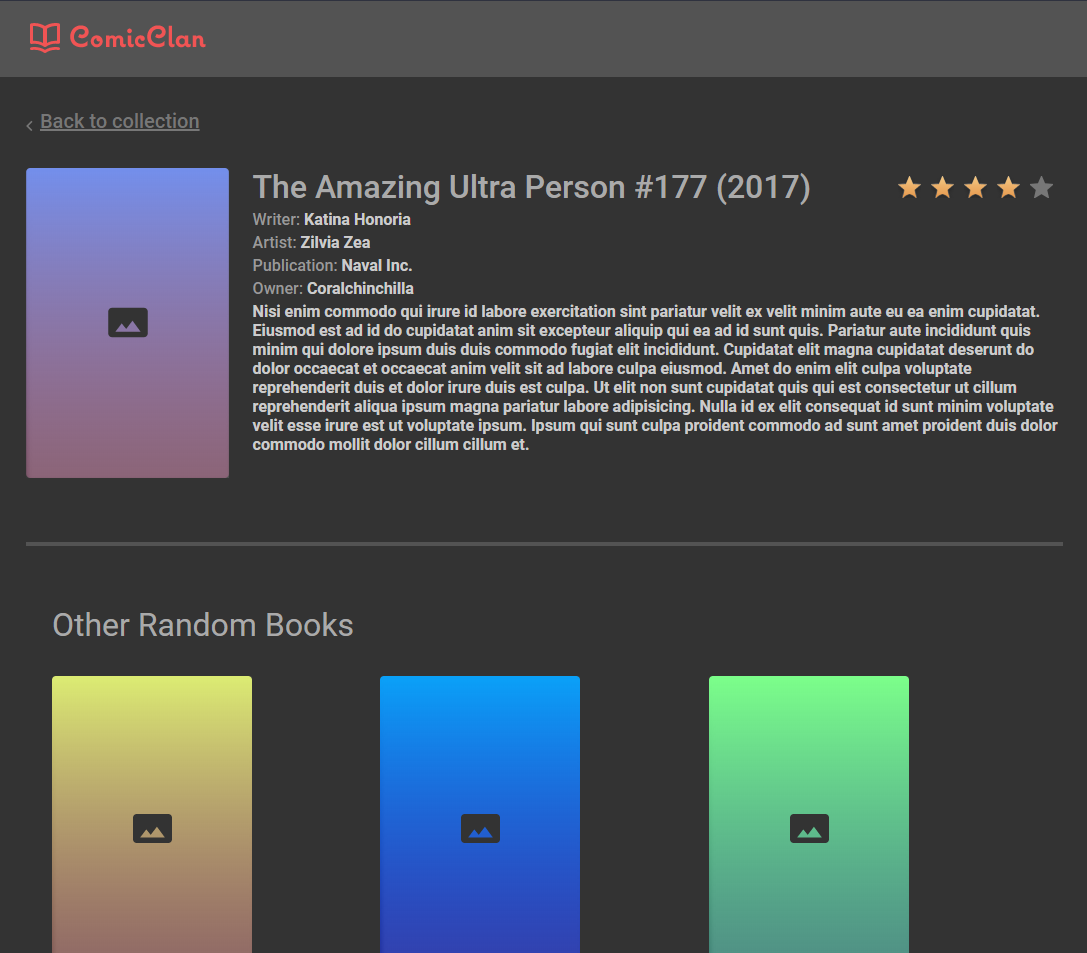 ComicClan
‹ Back to collection
The Amazing Ultra Person #177 (2017)
Writer: Katina Honoria
Artist: Zilvia Zea
Publication: Naval Inc.
Owner: Coralchinchilla
Nisi enim commodo qui irure id labore exercitation sint pariatur velit ex velit minim aute eu ea enim cupidatat.
Eiusmod est ad id do cupidatat anim sit excepteur aliquip qui ea ad id sunt quis. Pariatur aute incididunt quis
minim qui dolore ipsum duis duis commodo fugiat elit incididunt. Cupidatat elit magna cupidatat deserunt do
dolor occaecat et occaecat anim velit sit ad labore culpa eiusmod. Amet do enim elit culpa voluptate
reprehenderit duis et dolor irure duis est culpa. Ut elit non sunt cupidatat quis qui est consectetur ut cillum
reprehenderit aliqua ipsum magna pariatur labore adipisicing. Nulla id ex elit consequat id sunt minim voluptate
velit esse irure est ut voluptate ipsum. Ipsum qui sunt culpa proident commodo ad sunt amet proident duis dolor
commodo mollit dolor cillum cillum et.
Other Random Books